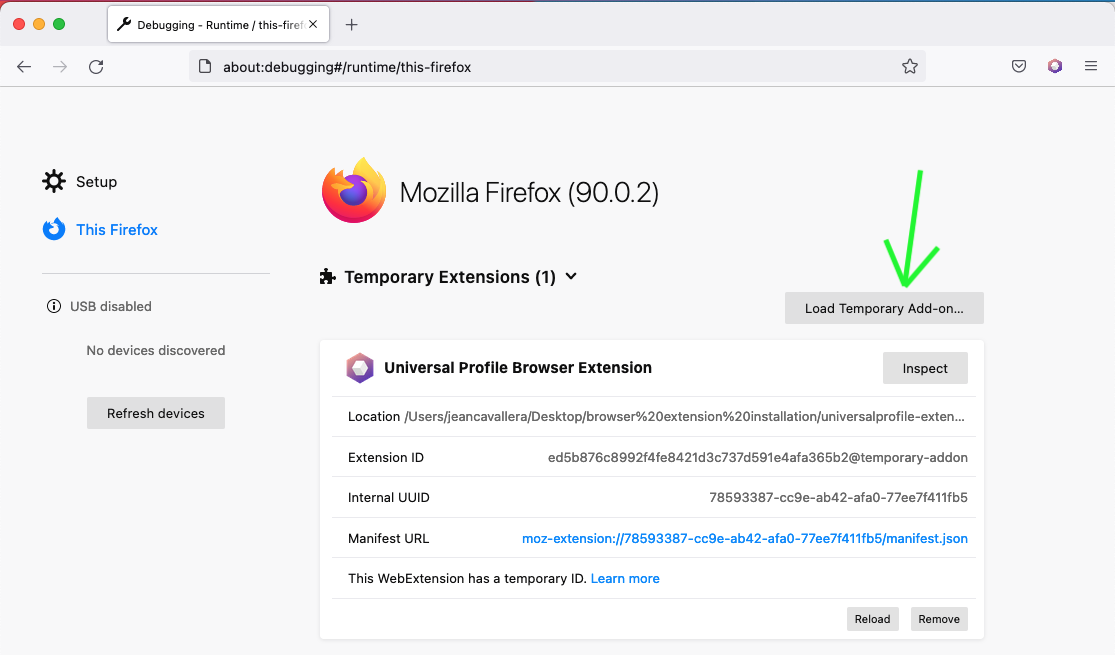 Debugging - Runtime / this-firef
about:debugging#/runtime/this-firefox
Setup
This Firefox
USB disabled
No devices discovered
Refresh devices
Mozilla Firefox (90.0.2)
Temporary Extensions (1)
Load Temporary Add-on...
Universal Profile Browser Extension
Inspect
Location /Users/jeancavallera/Desktop/browser%20extension%20installation/universalprofile-exten...
Extension ID ed5b876c8992f4fe8421d3c737d591e4afa365b2@temporary-addon
Internal UUID 78593387-cc9e-ab42-afa0-77ee7f411fb5
Manifest URL moz-extension://78593387-cc9e-ab42-afa0-77ee7f411fb5/manifest.json
This WebExtension has a temporary ID. Learn more
Reload Remove